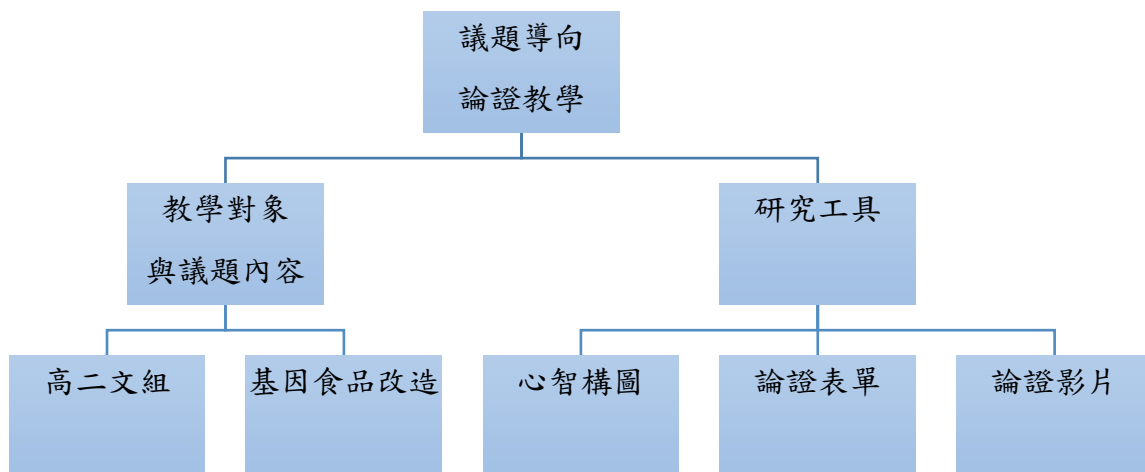 議題導向
論證教學
教學對象
與議題內容
研究工具
高二文組
基因食品改造
心智構圖
論證表單
論證影片